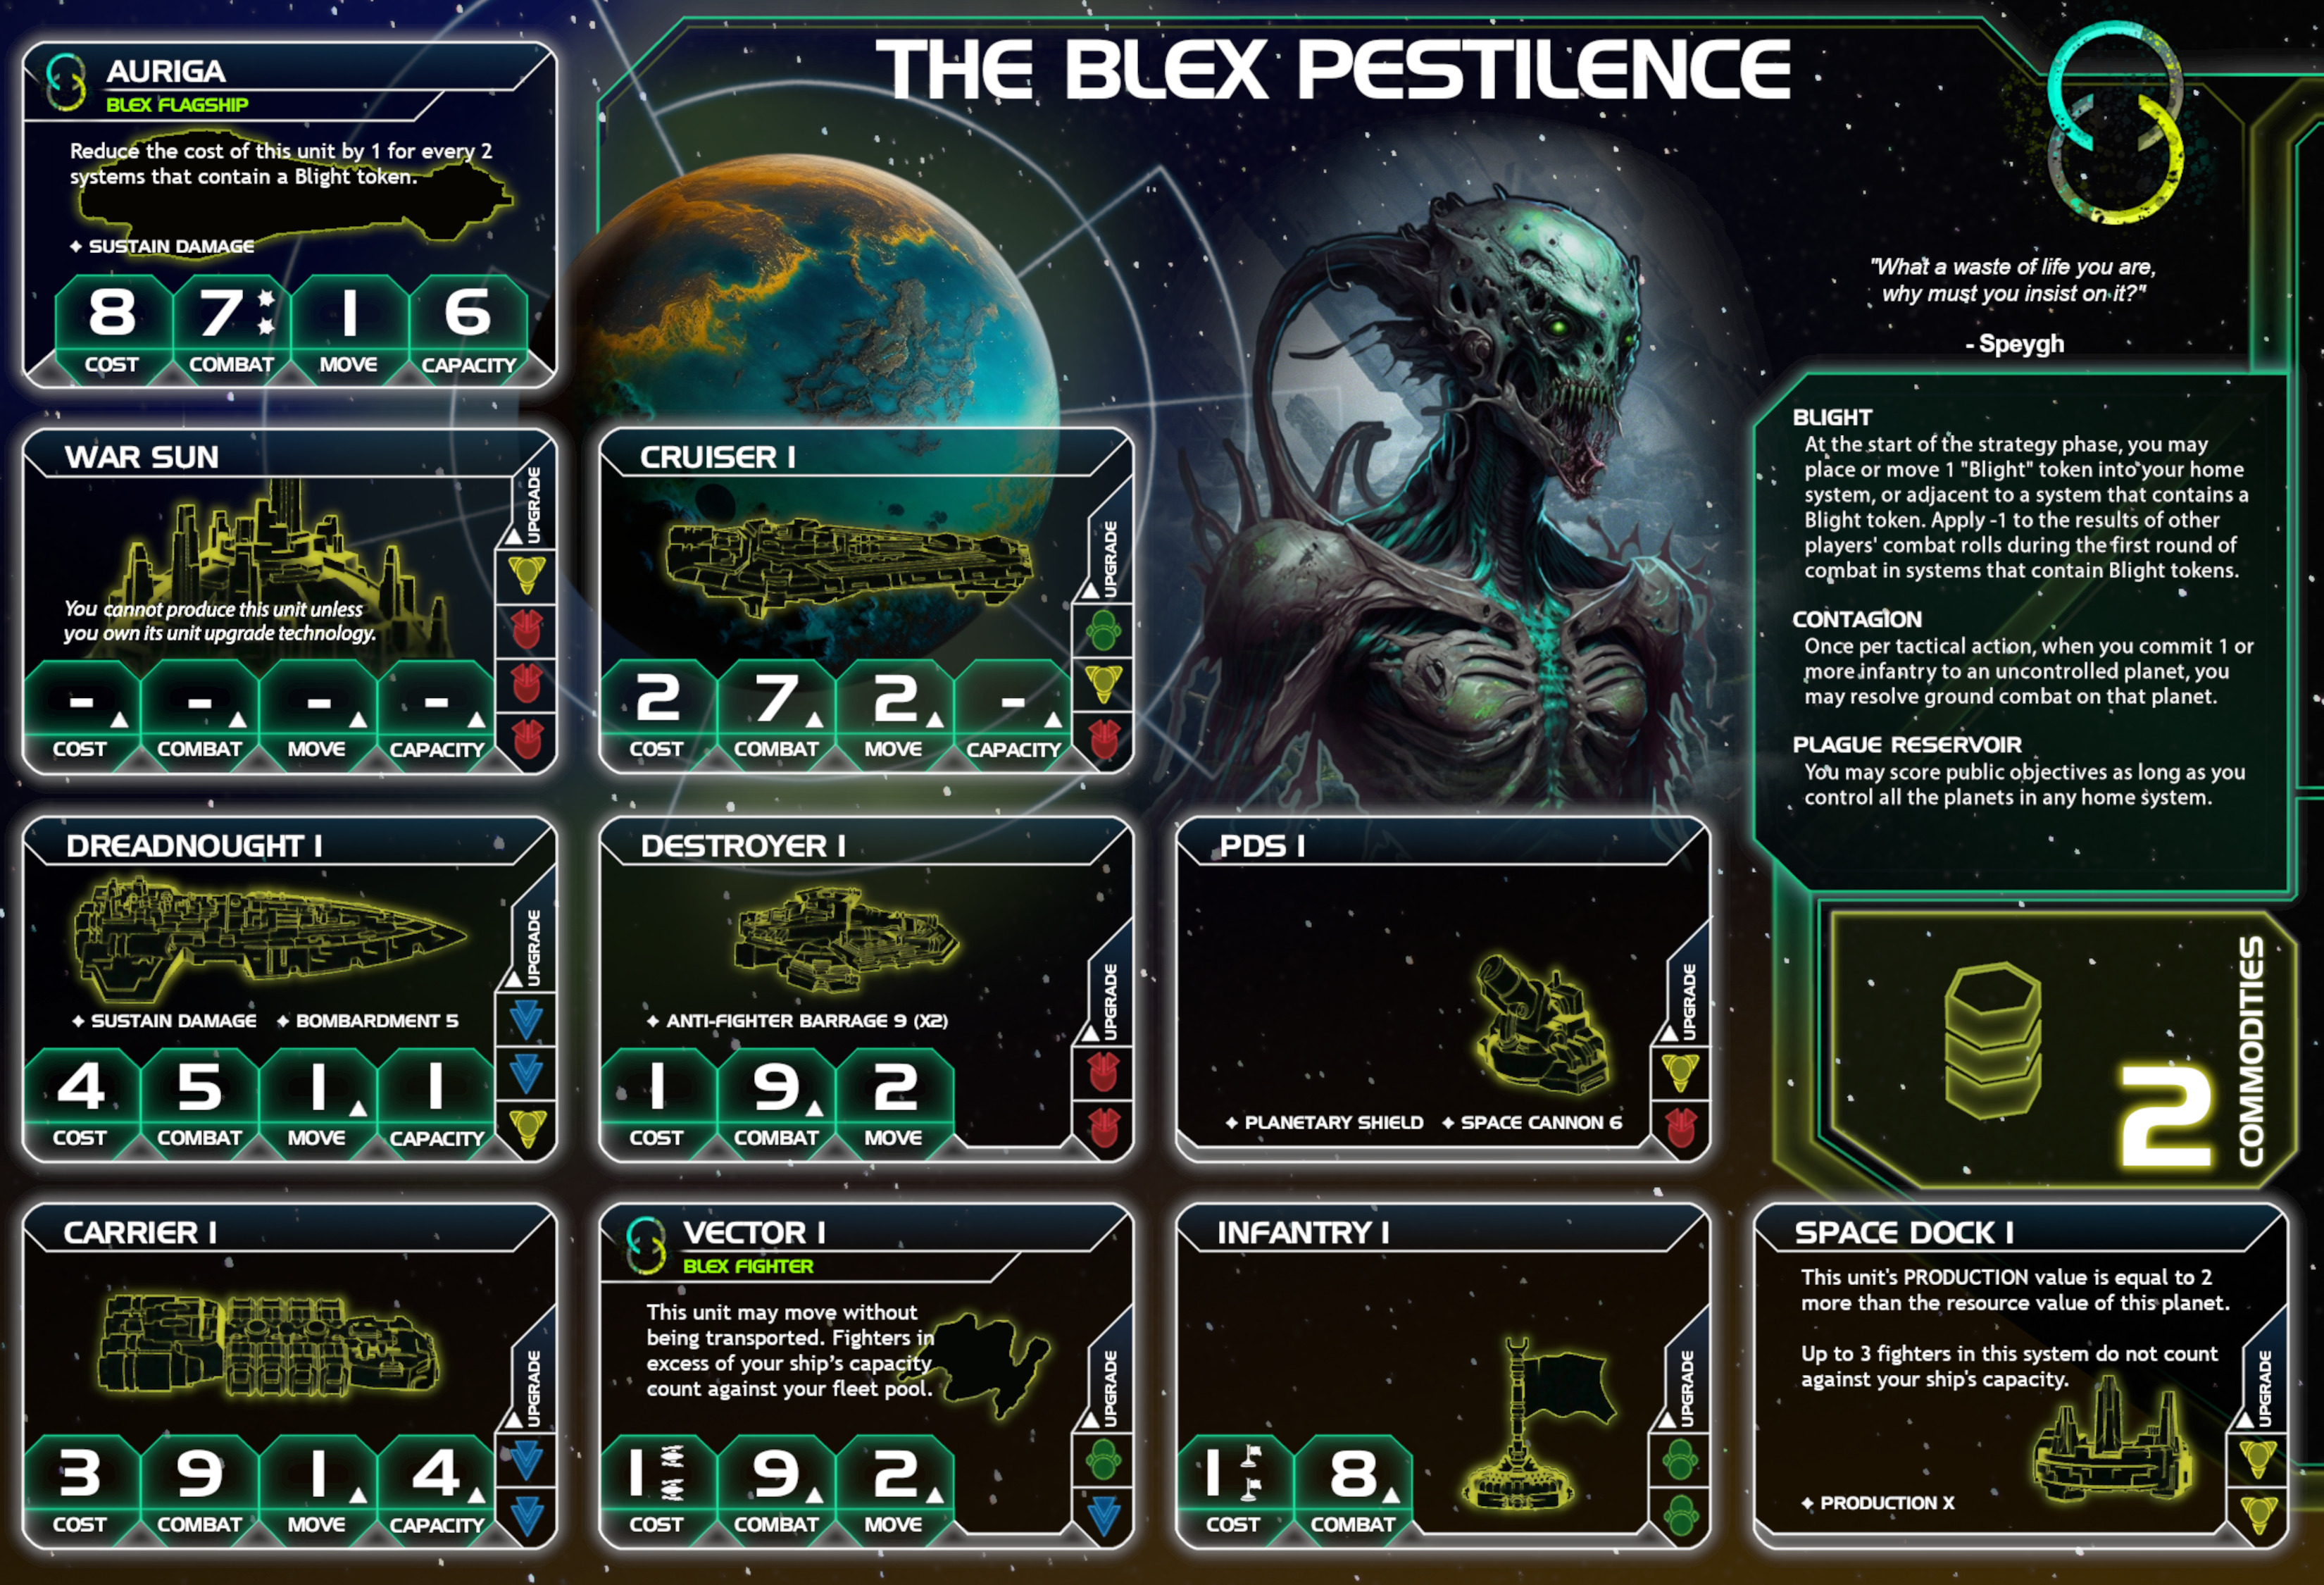 THE BLEX PESTILENCE
AURIGA
BLEX FLAGSHIP
Reduce the cost of this unit by 1 for every 2
systems that contain a Blight token.
SUSTAIN DAMAGE
8 7 1 6
COST COMBAT MOVE CAPACITY
"What a waste of life you are,
why must you insist on it?"
- Speygh
WAR SUN
UPGRADE
You cannot produce this unit unless
you own its unit upgrade technology.
- - - -
COST COMBAT MOVE CAPACITY
CRUISER I
UPGRADE
2 7 2 -
COST COMBAT MOVE CAPACITY
BLIGHT
At the start of the strategy phase, you may
place or move 1 "Blight" token into your home
system, or adjacent to a system that contains a
Blight token. Apply -1 to the results of other
players' combat rolls during the first round of
combat in systems that contain Blight tokens.
CONTAGION
Once per tactical action, when you commit 1 or
more infantry to an uncontrolled planet, you
may resolve ground combat on that planet.
PLAGUE RESERVOIR
You may score public objectives as long as you
control all the planets in any home system.
DREADNOUGHT I
UPGRADE
SUSTAIN DAMAGE BOMBARDMENT 5
4 5 1 1
COST COMBAT MOVE CAPACITY
DESTROYER I
UPGRADE
ANTI-FIGHTER BARRAGE 9 (X2)
1 9 2
COST COMBAT MOVE
PDS I
UPGRADE
PLANETARY SHIELD SPACE CANNON 6
2
COMMODITIES
CARRIER I
UPGRADE
3 9 1 4
COST COMBAT MOVE CAPACITY
VECTOR I
BLEX FIGHTER
This unit may move without
being transported. Fighters in
excess of your ship's capacity
count against your fleet pool.
UPGRADE
1 9 2
COST COMBAT MOVE
INFANTRY I
UPGRADE
1 8
COST COMBAT
SPACE DOCK I
This unit's PRODUCTION value is equal to 2
more than the resource value of this planet.
Up to 3 fighters in this system do not count
against your ship's capacity.
UPGRADE
PRODUCTION X